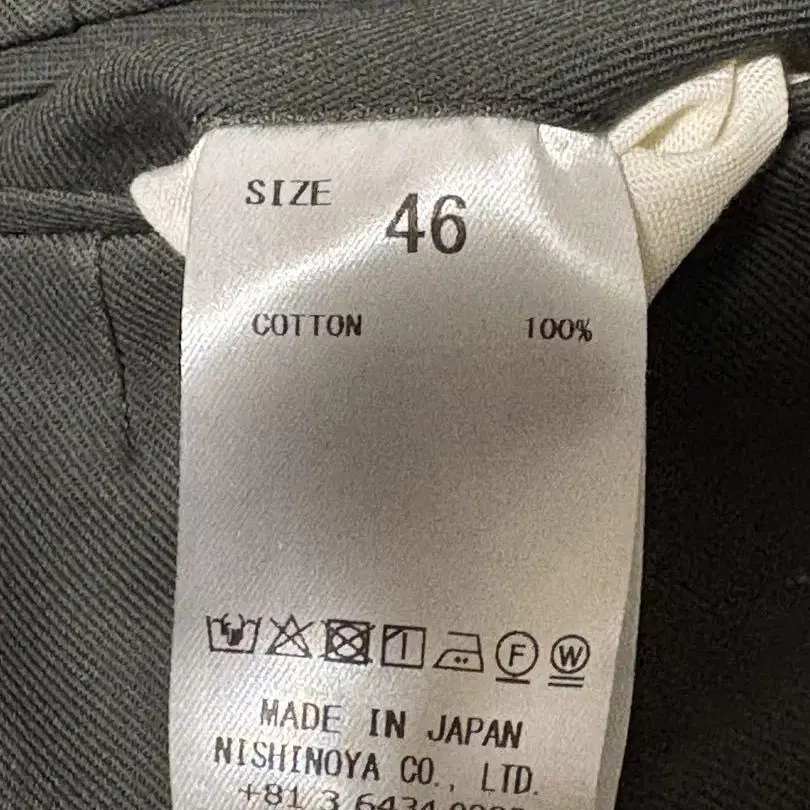 SIZE 46
COTTON 100%
F W
MADE IN JAPAN
NISHINOYA CO., LTD.
+81 3 6434